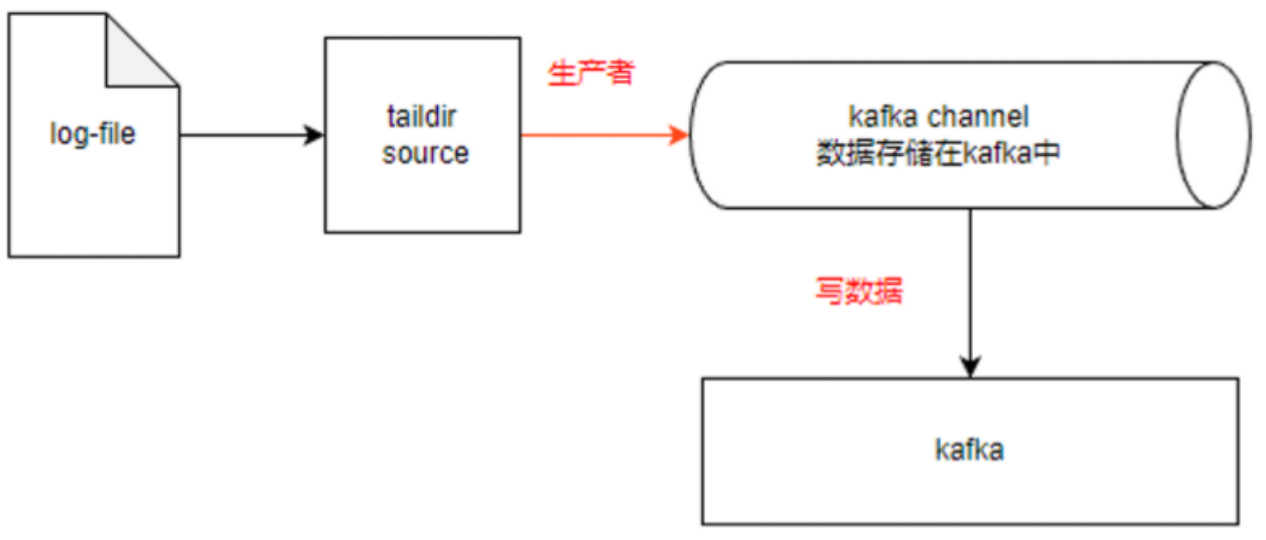 log-file
taildir
source
生产者
kafka channel
数据存储在kafka中
写数据
kafka